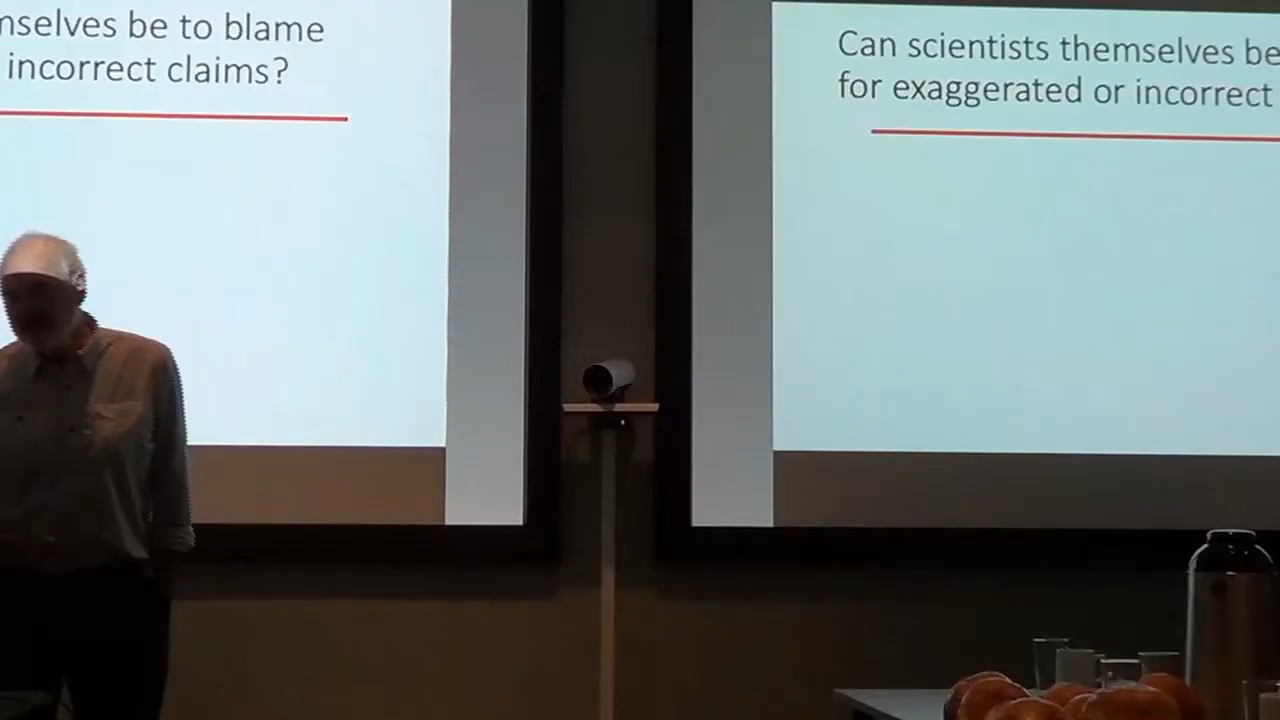 mselves be to blame
incorrect claims?
Can scientists themselves be
for exaggerated or incorrect